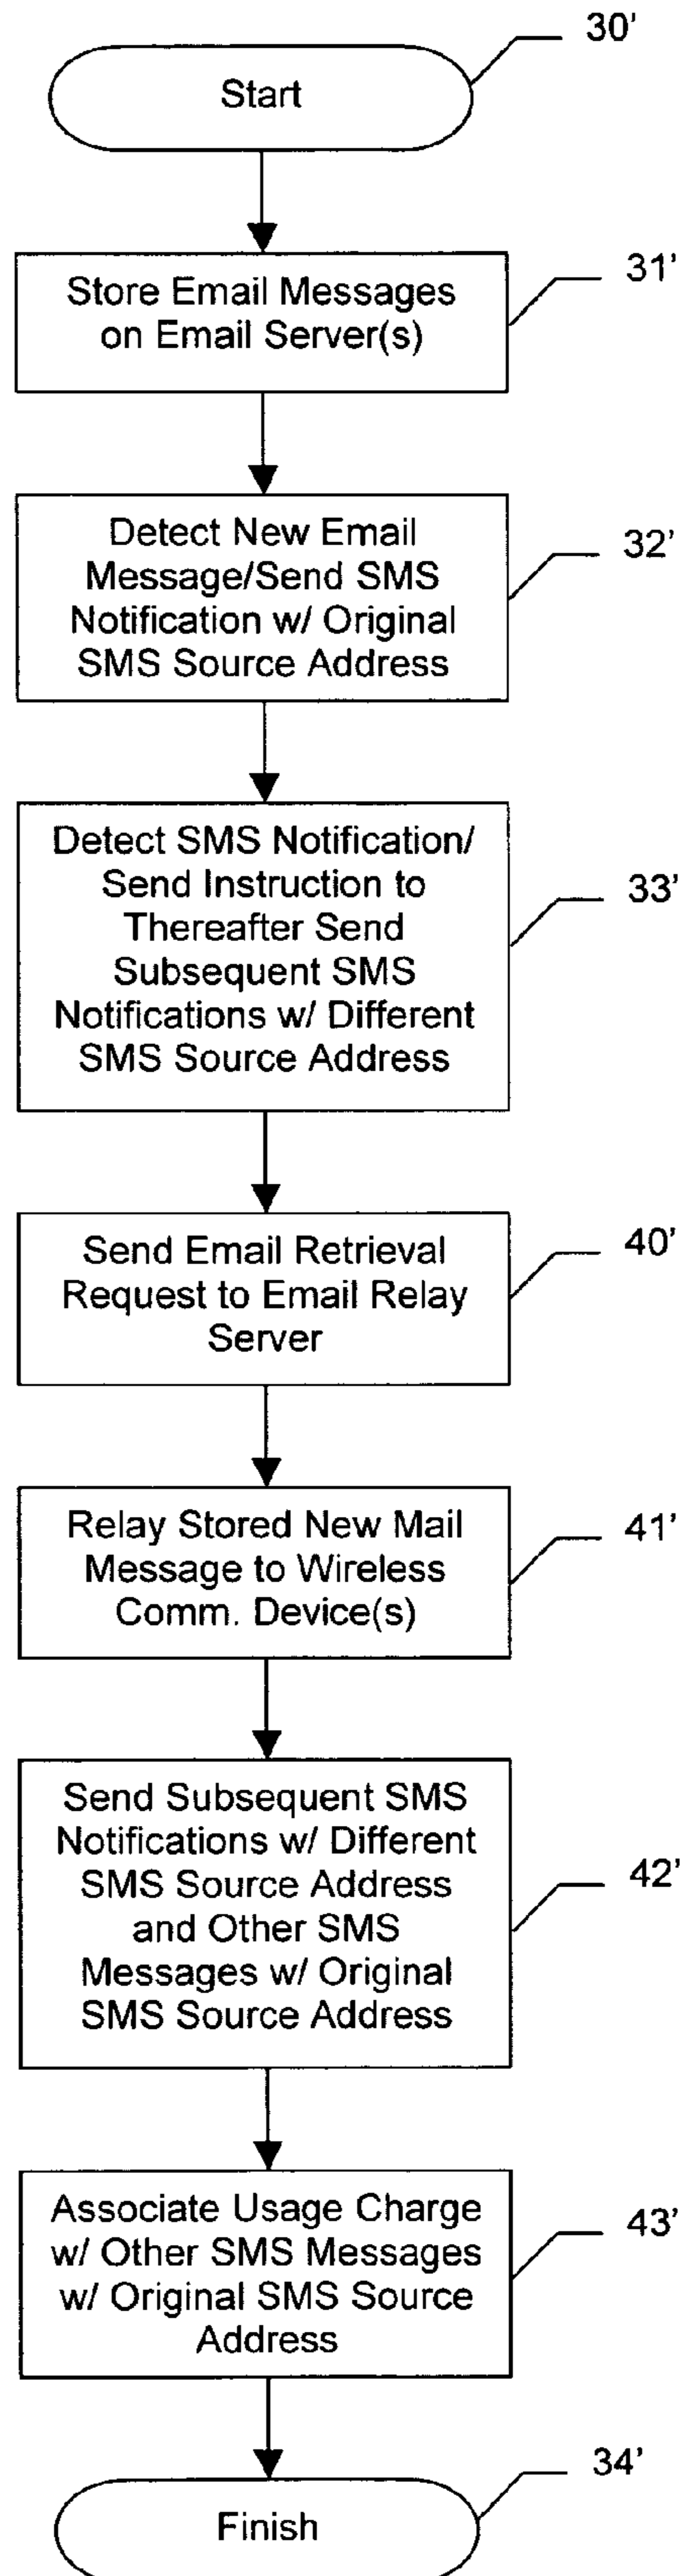 30'
Start
31'
Store Email Messages
on Email Server(s)
32'
Detect New Email
Message/Send SMS
Notification w/ Original
SMS Source Address
33'
Detect SMS Notification/
Send Instruction to
Thereafter Send
Subsequent SMS
Notifications w/ Different
SMS Source Address
40'
Send Email Retrieval
Request to Email Relay
Server
41'
Relay Stored New Mail
Message to Wireless
Comm. Device(s)
42'
Send Subsequent SMS
Notifications w/ Different
SMS Source Address
and Other SMS
Messages w/ Original
SMS Source Address
43'
Associate Usage Charge
w/ Other SMS Messages
w/ Original SMS Source
Address
34'
Finish